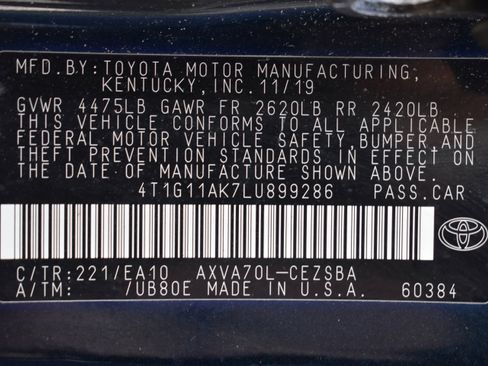 MFD.BY:TOYOTA MOTOR MANUFACTURING,
KENTUCKY,INC.11/19
GVWR 4475LB GAWR FR 2620LB RR 2420LB
THIS VEHICLE CONFORMS TO ALL APPLICABLE
FEDERAL MOTOR VEHICLE SAFETY,BUMPER,AND
THEFT PREVENTION STANDARDS IN EFFECT ON
THE DATE OF MANUFACTURE SHOWN ABOVE.
4T1G11AK7LU899286 PASS.CAR
C/TR:221/EA10 AXVA70L-CEZSBA
A/TM: /UB80E MADE IN U.S.A. 60384